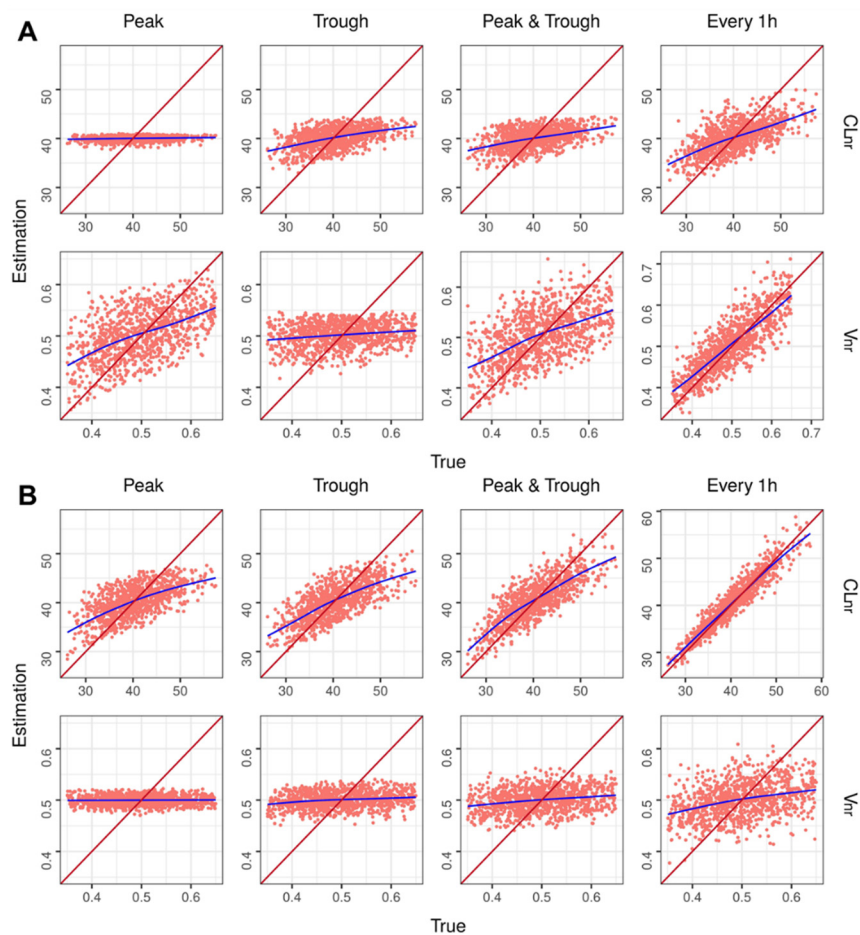 A
Peak Trough Peak & Trough Every 1h
50 50 50 50
40 40 40 40
30 30 30 30
CLnr
30 40 50 30 40 50 30 40 50 30 40 50
Estimation
0.6 0.6 0.6 0.7
0.5 0.5 0.5 0.6
0.4 0.4 0.4 0.5
0.4
Vnr
0.4 0.5 0.6 0.4 0.5 0.6 0.4 0.5 0.6 0.4 0.5 0.6 0.7
True
B
Peak Trough Peak & Trough Every 1h
50 50 50 60
40 40 40 50
30 30 30 40
30
CLnr
30 40 50 30 40 50 30 40 50 30 40 50 60
Estimation
0.6 0.6 0.6 0.6
0.5 0.5 0.5 0.5
0.4 0.4 0.4 0.4
Vnr
0.4 0.5 0.6 0.4 0.5 0.6 0.4 0.5 0.6 0.4 0.5 0.6
True